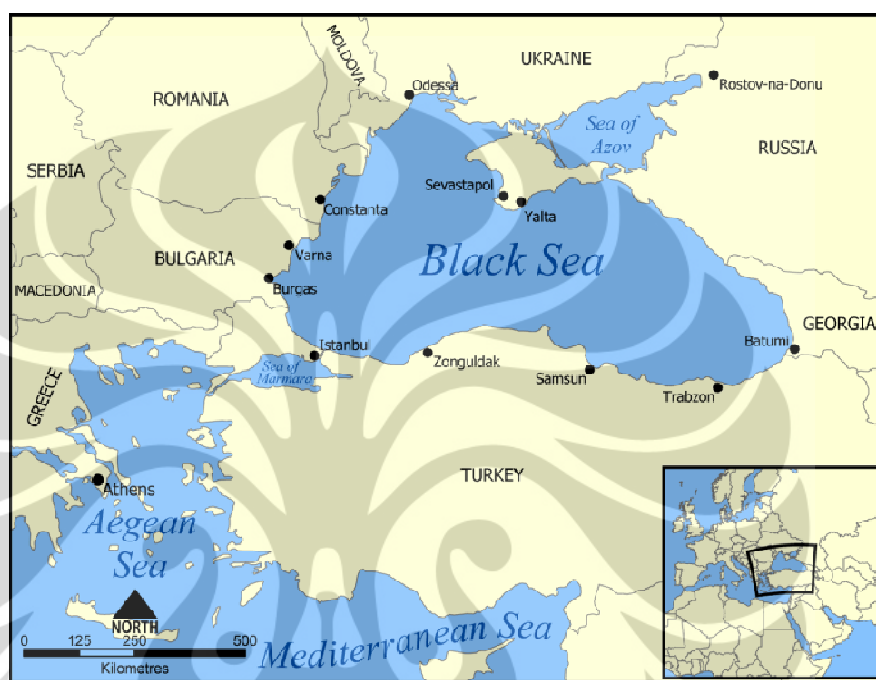 MOLDOVA
UKRAINE
ROMANIA
Odessa
Rostov-na-Donu
Sea of
Azov
RUSSIA
SERBIA
Sevastapol
Yalta
Constanta
BULGARIA
Varna
Black Sea
MACEDONIA
Burgas
GEORGIA
Batumi
Istanbul
Sea of
Marmara
Zonguldak
Samsun
Trabzon
GREECE
TURKEY
Athens
Aegean
Sea
NORTH
0 125 250 500
Kilometres
Mediterranean Sea